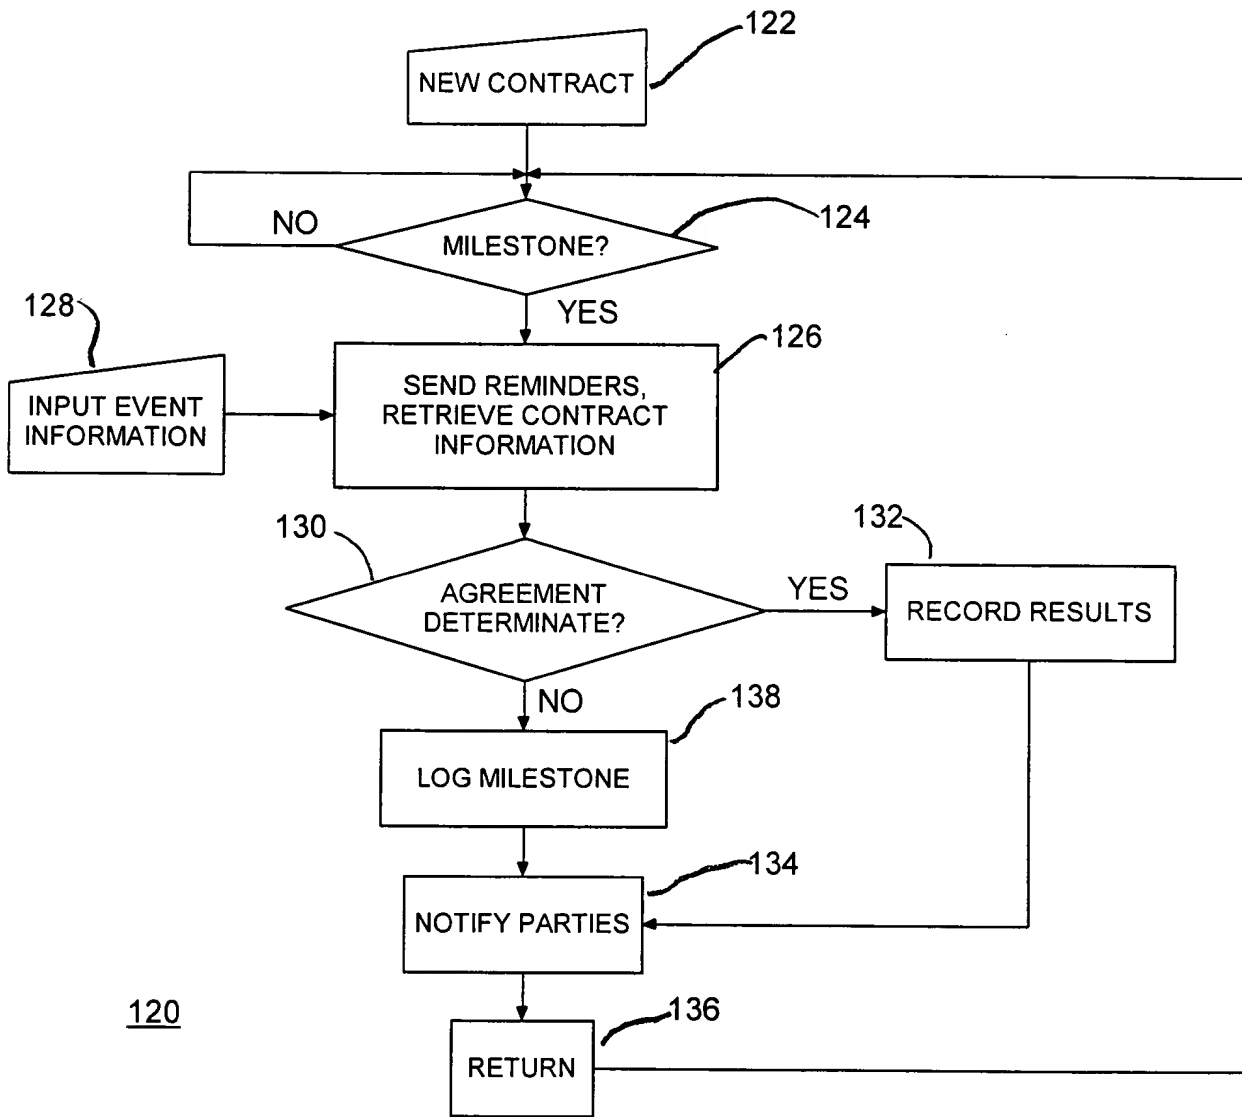 122
NEW CONTRACT
NO
MILESTONE?
124
YES
128
126
INPUT EVENT
INFORMATION
SEND REMINDERS,
RETRIEVE CONTRACT
INFORMATION
130
132
AGREEMENT
DETERMINATE?
YES
RECORD RESULTS
NO
138
LOG MILESTONE
134
NOTIFY PARTIES
120
136
RETURN